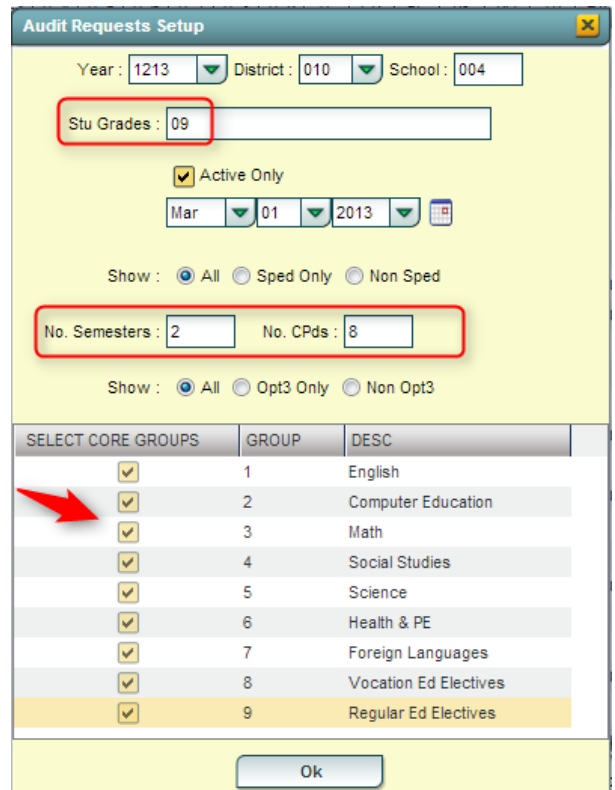 Audit Requests Setup
Year : 1213 District : 010 School : 004
Stu Grades : 09
Active Only
Mar 01 2013
Show : All Sped Only Non Sped
No. Semesters : 2 No. CPds : 8
Show : All Opt3 Only Non Opt3
SELECT CORE GROUPS GROUP DESC
1 English
2 Computer Education
3 Math
4 Social Studies
5 Science
6 Health & PE
7 Foreign Languages
8 Vocation Ed Electives
9 Regular Ed Electives
Ok